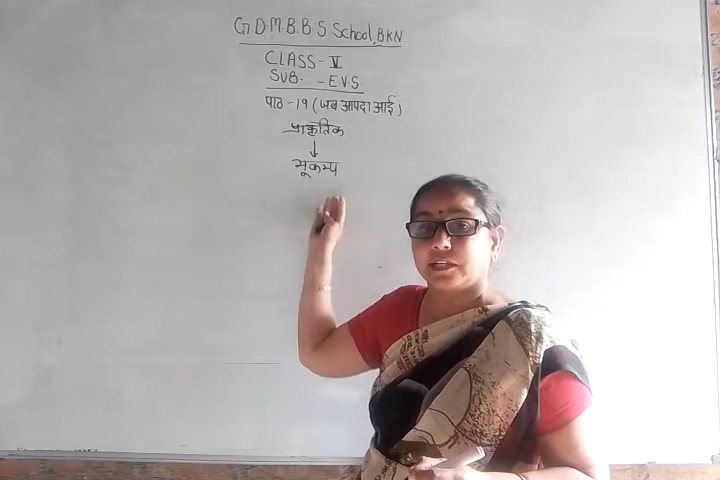 G.D.M.B.B.S School, BKN
CLASS - V
SUB. - E.V.S
पाठ - 19 (जब आपदा आई)
प्राकृतिक
↓
भूकम्प